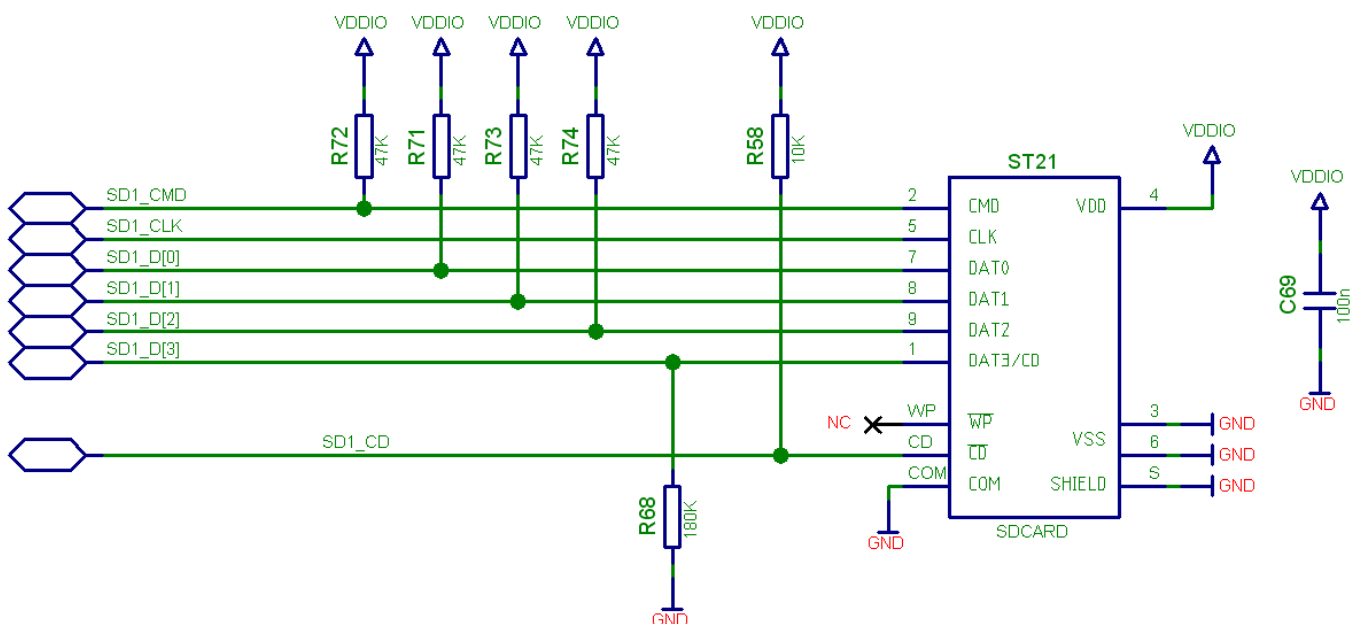 VDDIO VDDIO VDDIO VDDIO VDDIO
R72 47K R71 47K R73 47K R74 47K R58 10K
VDDIO
ST21
VDDIO
SD1_CMD 2 CMD VDD 4
SD1_CLK 5 CLK
SD1_D[0] 7 DAT0
SD1_D[1] 8 DAT1
C69 100n
SD1_D[2] 9 DAT2
SD1_D[3] 1 DAT3/CD
GND
NC WP WP 3 GND
VSS
SD1_CD CD CD 6 GND
COM COM SHIELD S GND
R68 180K
GND SDCARD
GND